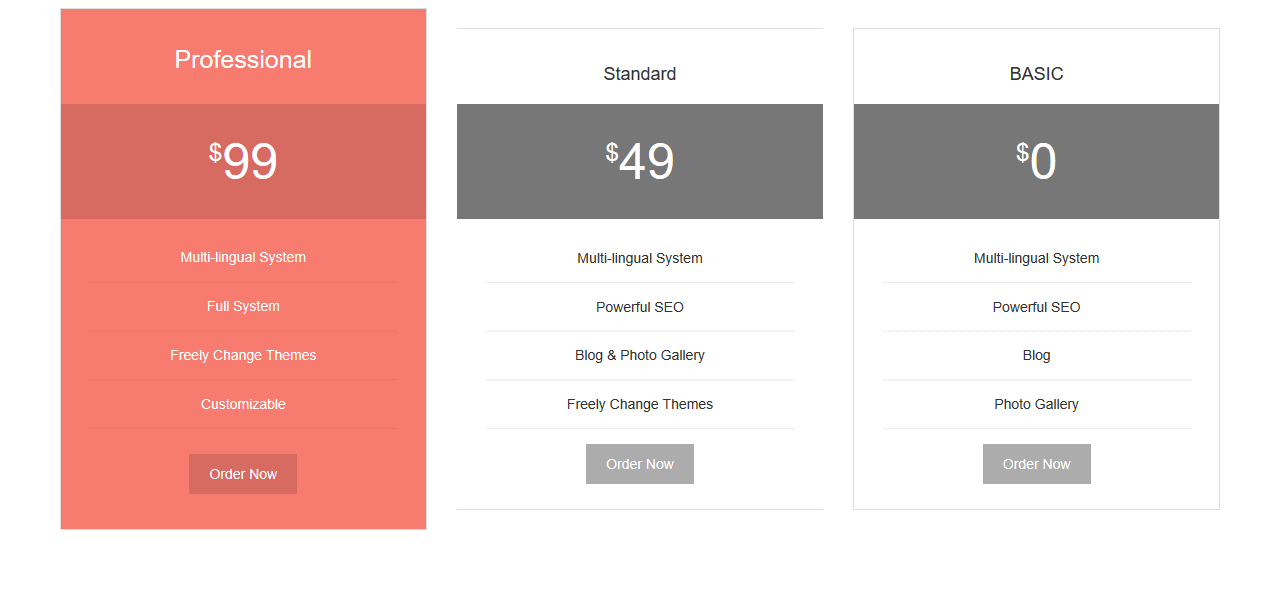 Professional
$99
Multi-lingual System
Full System
Freely Change Themes
Customizable
Order Now
Standard
$49
Multi-lingual System
Powerful SEO
Blog & Photo Gallery
Freely Change Themes
Order Now
BASIC
$0
Multi-lingual System
Powerful SEO
Blog
Photo Gallery
Order Now